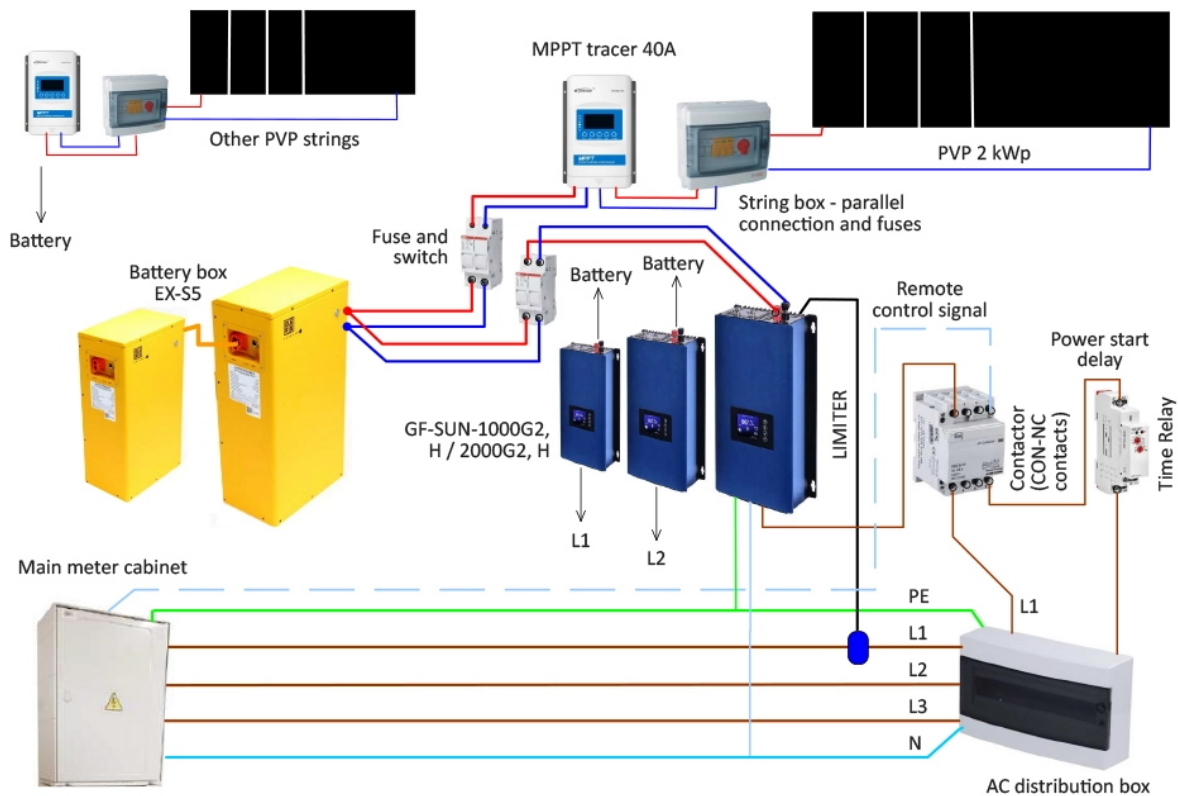 MPPT tracer 40A
Other PVP strings
PVP 2 kWp
MPPT
String box - parallel
connection and fuses
Battery
Fuse and
switch
Battery box
EX-S5
Battery
Battery
Remote
control signal
Power start
delay
GF-SUN-1000G2,
H / 2000G2, H
LIMITER
Contactor
(CON-NC
contacts)
Time Relay
L1
L2
Main meter cabinet
PE
L1
L1
L2
L3
N
AC distribution box